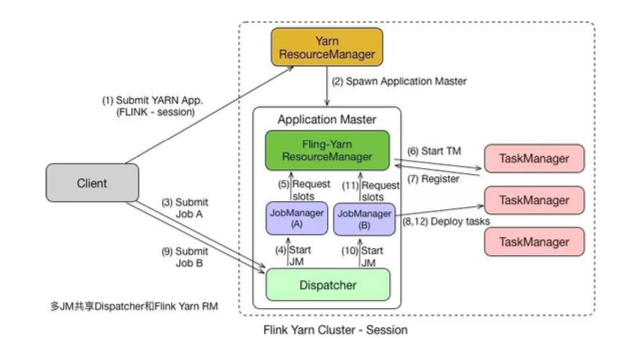 Yarn
ResourceManager
(2) Spawn Application Master
(1) Submit YARN App.
(FLINK - session)
Application Master
Fling-Yarn
ResourceManager
(6) Start TM
(7) Register
TaskManager
Client
(5) Request
slots
(11) Request
slots
TaskManager
(3) Submit
Job A
JobManager
(A)
JobManager
(B)
(8,12) Deploy tasks
TaskManager
(9) Submit
Job B
(4) Start
JM
(10) Start
JM
Dispatcher
多JM共享Dispatcher和Flink Yarn RM
Flink Yarn Cluster - Session